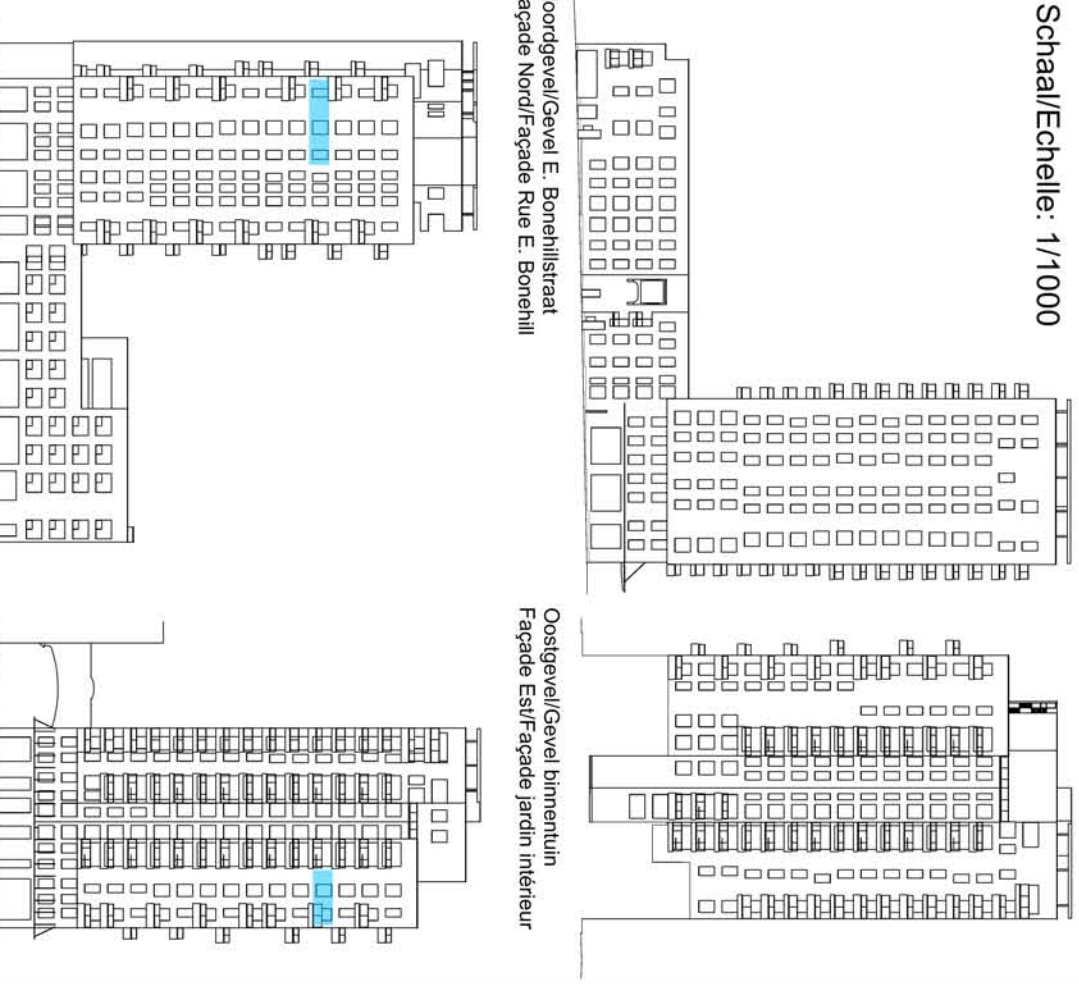 Schaal/Echelle: 1/1000
oordgevel/Gevel E. Bonehillstraat
açade Nord/Façade Rue E. Bonehill
Oostgevel/Gevel binnentuin
Façade Est/Façade jardin intérieur